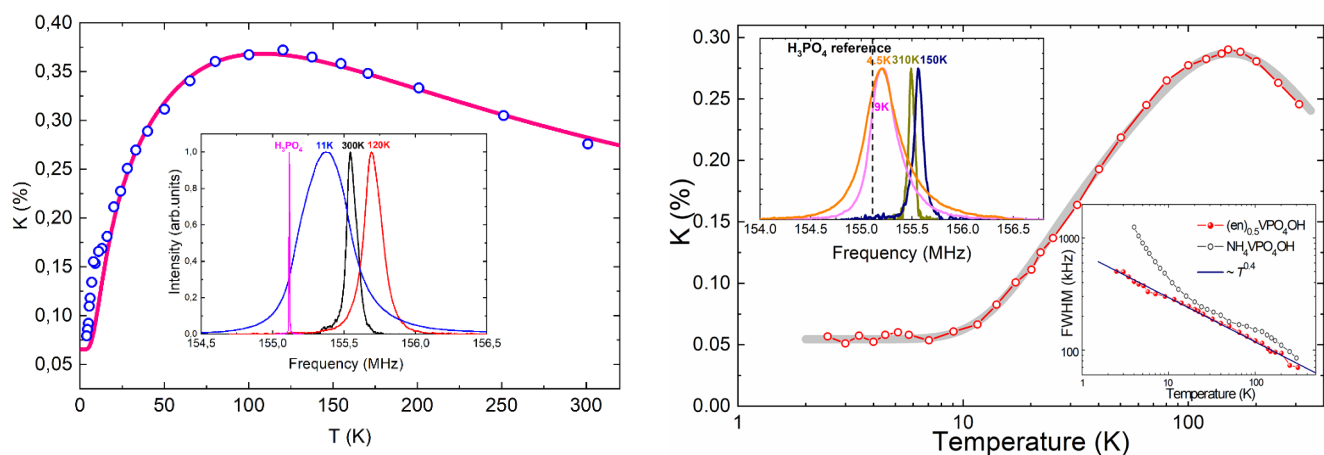 0,40
0,35
0,30
0,25
0,20
0,15
0,10
0,05
K (%)
0 50 100 150 200 250 300
T (K)
H₃PO₄ 11K 300K 120K
1,0
0,8
0,6
0,4
0,2
0,0
Intensity (arb.units)
154,5 155,0 155,5 156,0 156,5
Frequency (MHz)
0.30
0.25
0.20
0.15
0.10
0.05
0.00
K (%)
1 10 100
Temperature (K)
H₃PO₄ reference
4.5K 310K 150K
9K
154.0 154.5 155.0 155.5 156.0 156.5
Frequency (MHz)
(en)₀.₅VPO₄OH
NH₄VPO₄OH
~ T⁰·⁴
1000
100
FWHM (kHz)
1 10 100
Temperature (K)